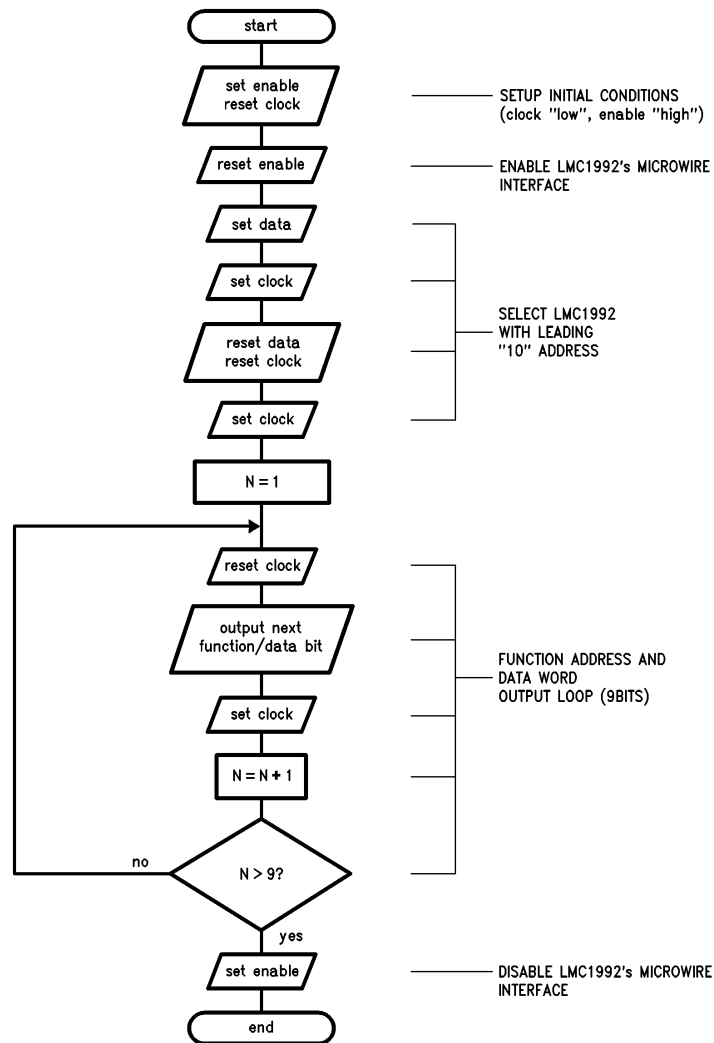 start
set enable
reset clock
SETUP INITIAL CONDITIONS
(clock "low", enable "high")
reset enable
ENABLE LMC1992's MICROWIRE
INTERFACE
set data
set clock
SELECT LMC1992
WITH LEADING
"10" ADDRESS
reset data
reset clock
set clock
N = 1
reset clock
output next
function/data bit
FUNCTION ADDRESS AND
DATA WORD
OUTPUT LOOP (9BITS)
set clock
N = N + 1
no
N > 9?
yes
set enable
DISABLE LMC1992's MICROWIRE
INTERFACE
end